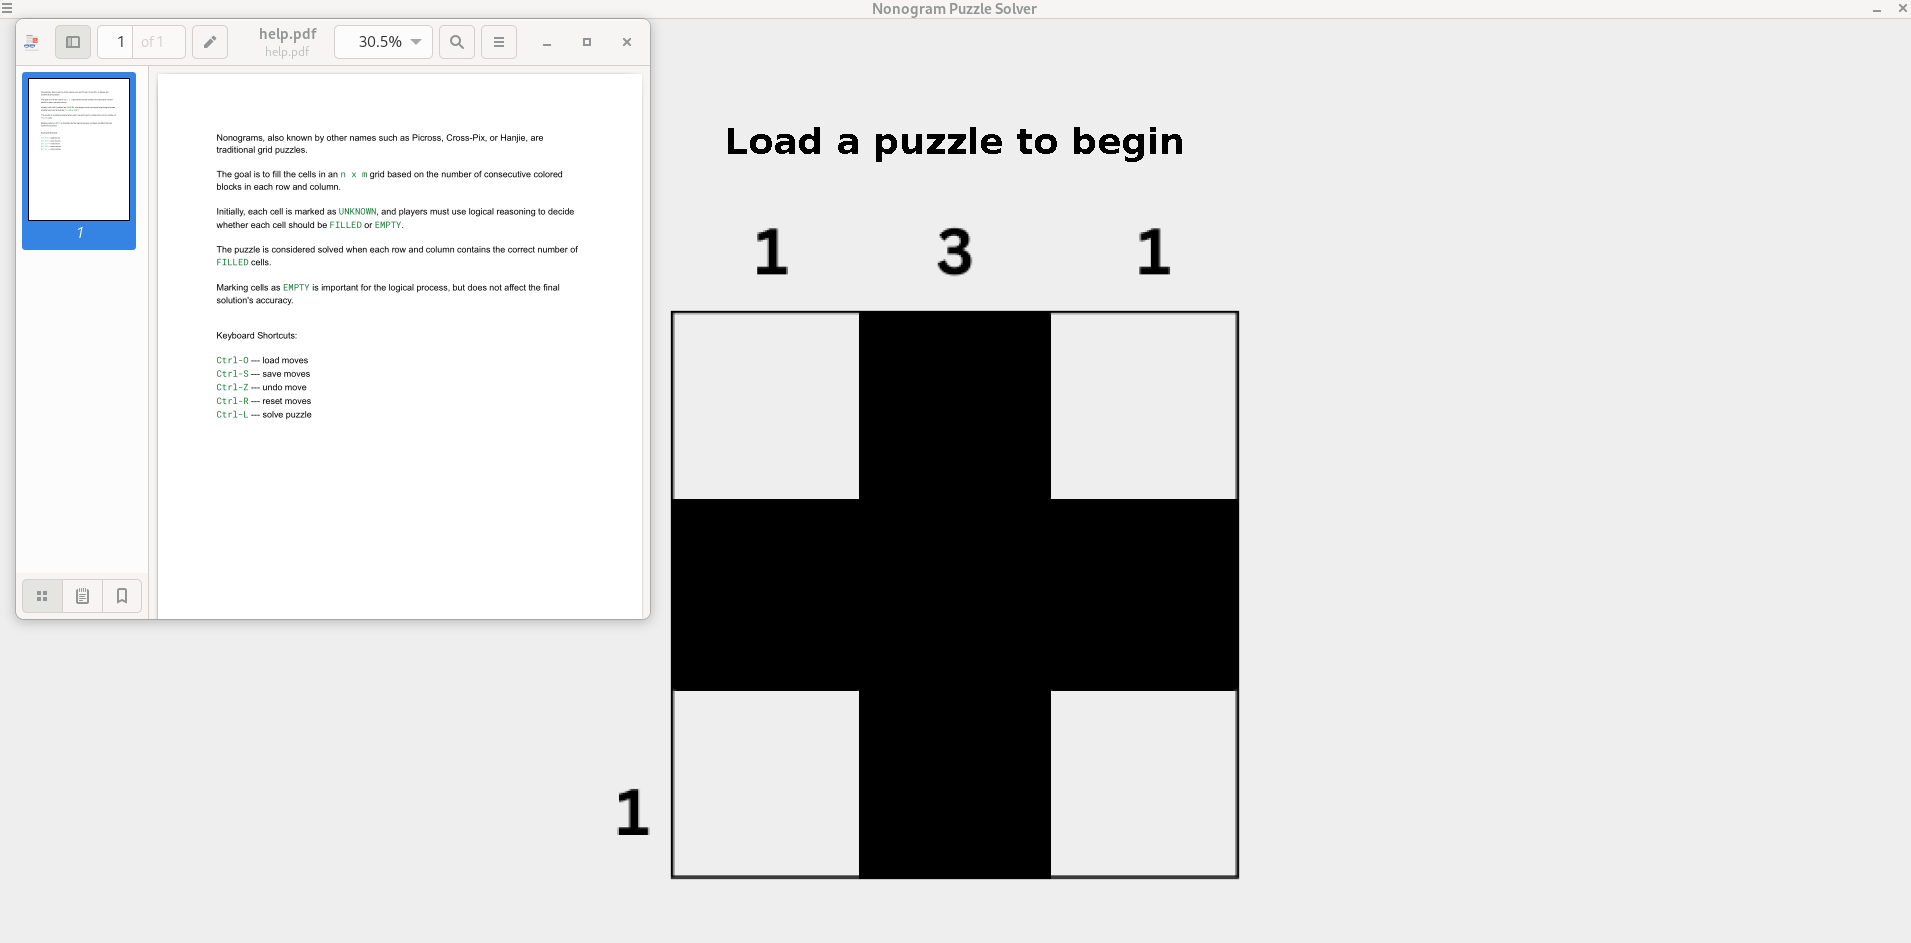 Nonogram Puzzle Solver
1 of 1
help.pdf
help.pdf
30.5%
1
Nonograms, also known by other names such as Picross, Cross-Pix, or Hanjie, are
traditional grid puzzles.
The goal is to fill the cells in an n x m grid based on the number of consecutive colored
blocks in each row and column.
Initially, each cell is marked as UNKNOWN, and players must use logical reasoning to decide
whether each cell should be FILLED or EMPTY.
The puzzle is considered solved when each row and column contains the correct number of
FILLED cells.
Marking cells as EMPTY is important for the logical process, but does not affect the final
solution's accuracy.
Keyboard Shortcuts:
Ctrl-O --- load moves
Ctrl-S --- save moves
Ctrl-Z --- undo move
Ctrl-R --- reset moves
Ctrl-L --- solve puzzle
Load a puzzle to begin
1 3 1
1